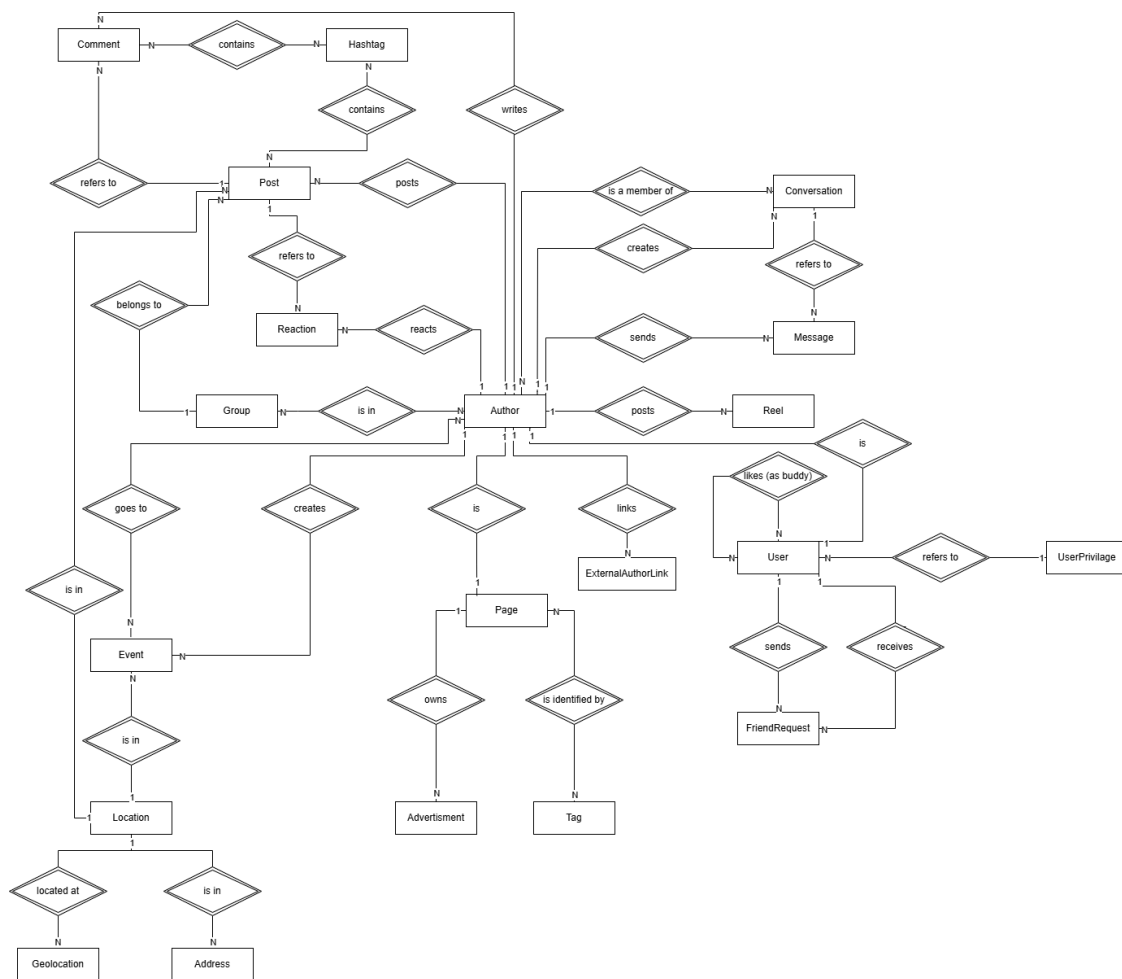 N
N
Comment
N
contains
N
Hashtag
N
N
contains
writes
N
refers to
1
Post
N
posts
N
N
1
is a member of
N
Conversation
N
1
creates
refers to
refers to
belongs to
N
N
Reaction
N
reacts
sends
N
Message
1
1
1
N
1
1
1
Group
N
is in
N
Author
1
posts
N
Reel
N
1
1
1
1
is
likes (as buddy)
goes to
creates
is
links
N
1
N
User
N
refers to
1
UserPrivilage
N
ExternalAuthorLink
1
1
is in
1
1
Page
N
N
Event
N
sends
receives
owns
is identified by
N
N
FriendRequest
N
is in
1
N
N
1
Location
Advertisment
Tag
1
located at
is in
N
N
Geolocation
Address